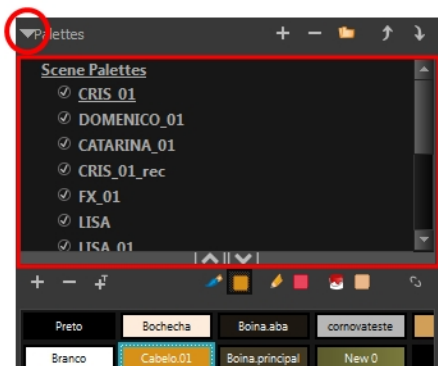 Palettes
Scene Palettes
CRIS_01
DOMENICO_01
CATARINA_01
CRIS_01_rec
FX_01
LISA
LISA_01
Preto Bochecha Boina.aba cornovateste
Branco Cabelo.01 Boina.principal New 0